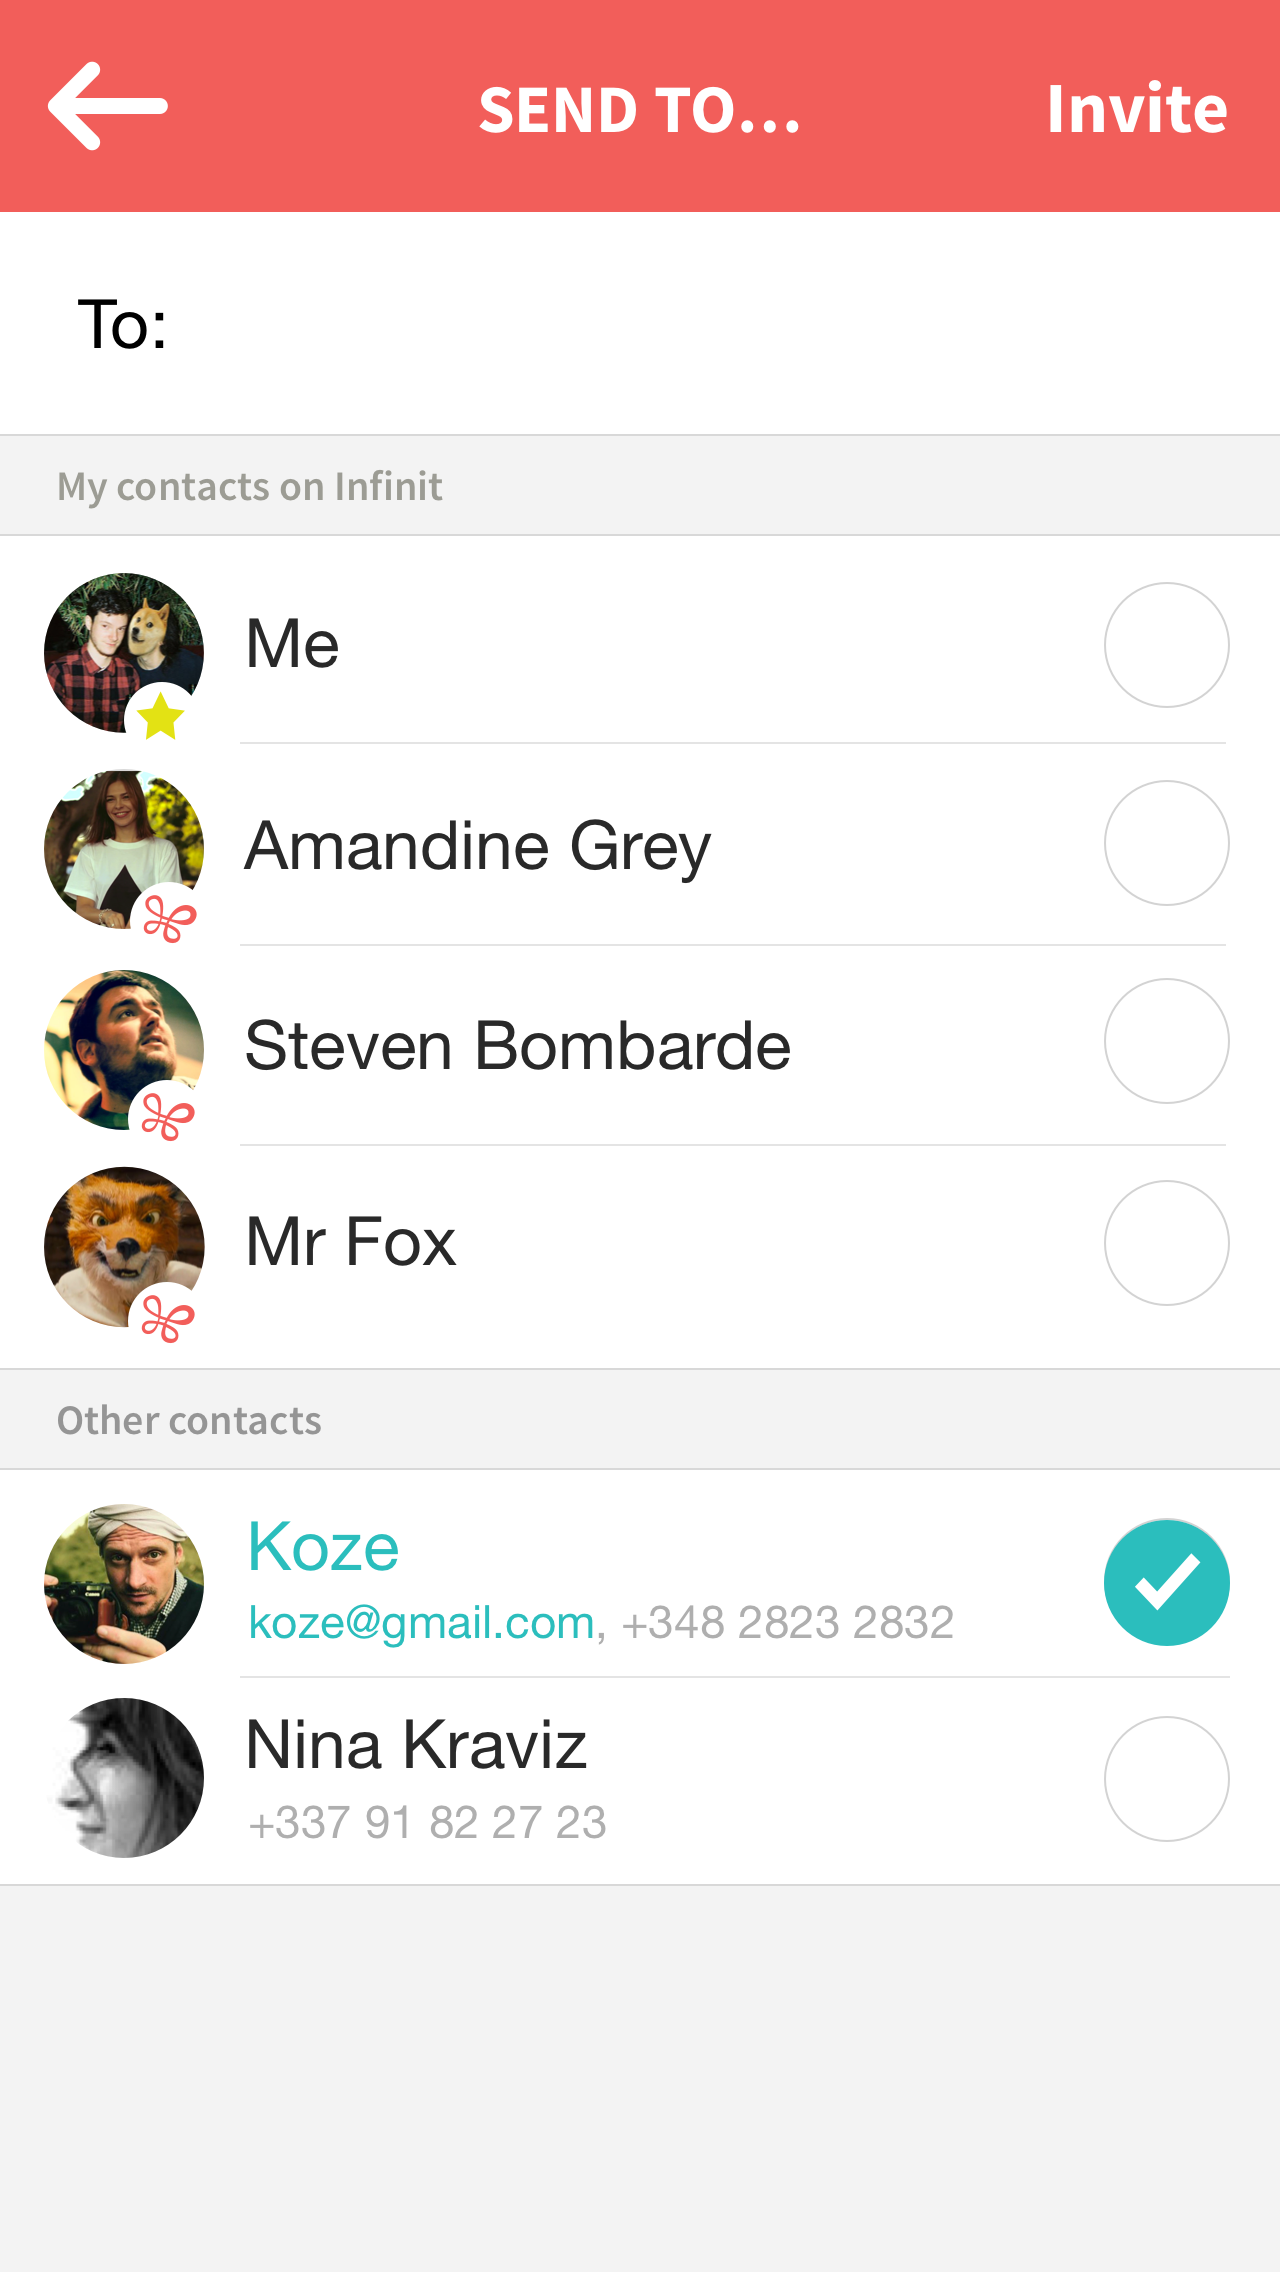 SEND TO...
Invite
To:
My contacts on Infinit
Me
Amandine Grey
Steven Bombarde
Mr Fox
Other contacts
Koze
koze@gmail.com, +348 2823 2832
Nina Kraviz
+337 91 82 27 23